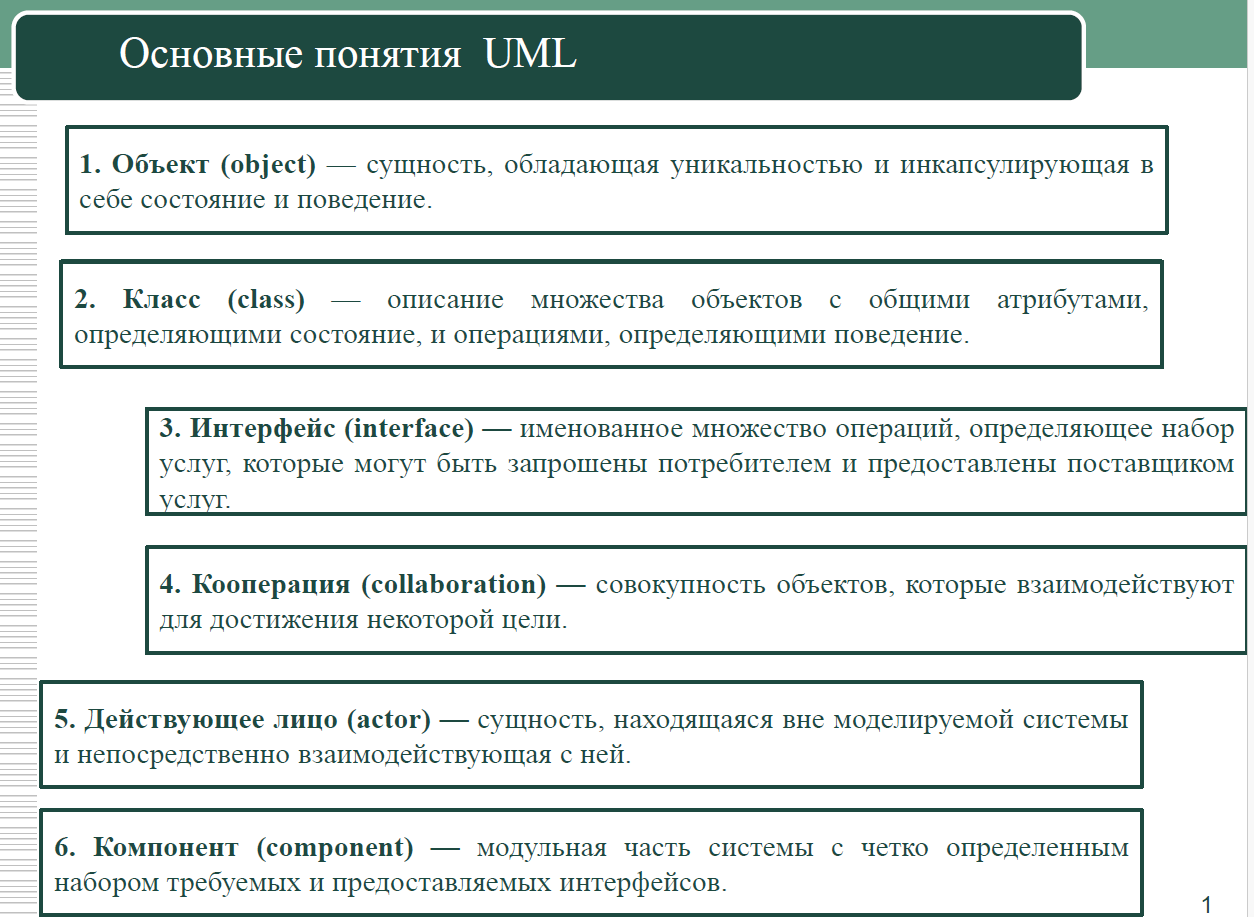 Основные понятия UML
1. Объект (object) — сущность, обладающая уникальностью и инкапсулирующая в
себе состояние и поведение.
2. Класс (class) — описание множества объектов с общими атрибутами,
определяющими состояние, и операциями, определяющими поведение.
3. Интерфейс (interface) — именованное множество операций, определяющее набор
услуг, которые могут быть запрошены потребителем и предоставлены поставщиком
услуг.
4. Кооперация (collaboration) — совокупность объектов, которые взаимодействуют
для достижения некоторой цели.
5. Действующее лицо (actor) — сущность, находящаяся вне моделируемой системы
и непосредственно взаимодействующая с ней.
6. Компонент (component) — модульная часть системы с четко определенным
набором требуемых и предоставляемых интерфейсов.
1